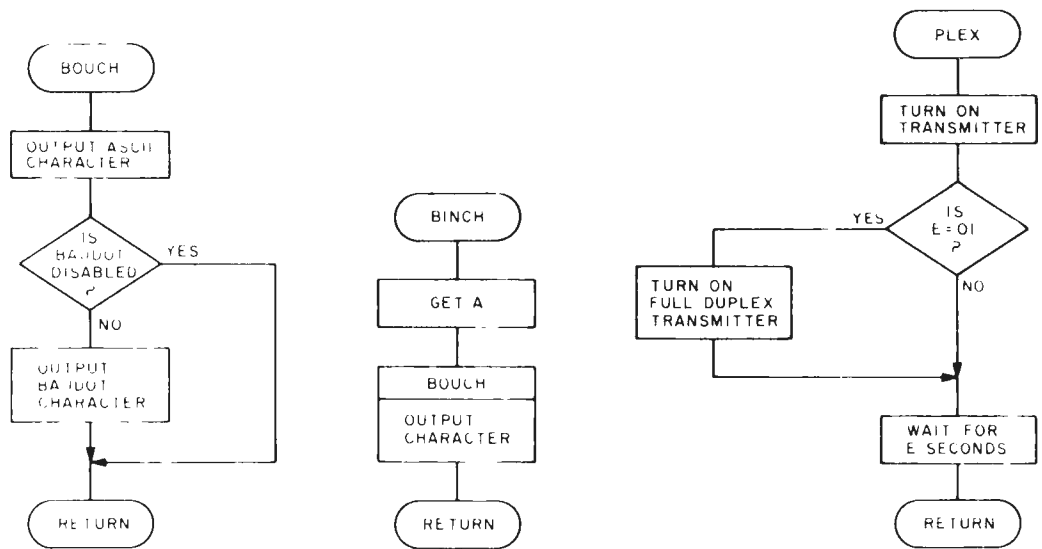 BOUCH
OUTPUT ASCII
CHARACTER
IS
BAUDOT
DISABLED
?
YES
NO
OUTPUT
BAUDOT
CHARACTER
RETURN
BINCH
GET A
BOUCH
OUTPUT
CHARACTER
RETURN
PLEX
TURN ON
TRANSMITTER
IS
E=01
?
YES
NO
TURN ON
FULL DUPLEX
TRANSMITTER
WAIT FOR
E SECONDS
RETURN